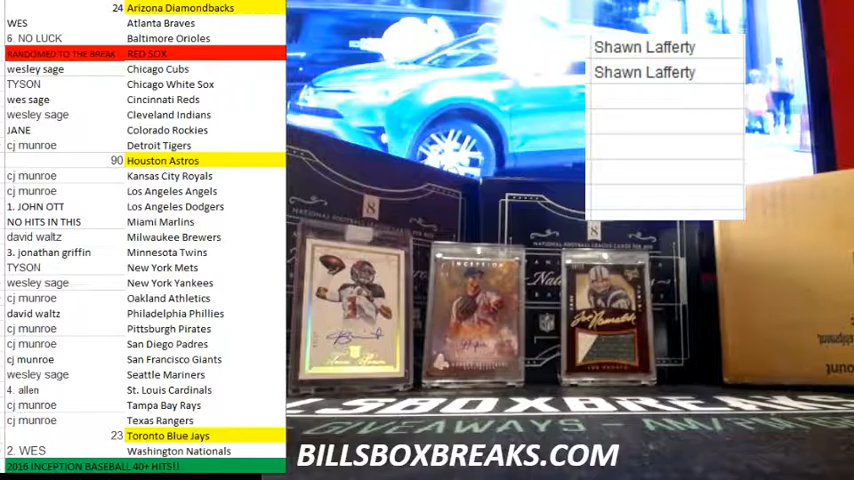 24 Arizona Diamondbacks
WES Atlanta Braves
6. NO LUCK Baltimore Orioles
RANDOMED TO THE BREAK RED SOX
wesley sage Chicago Cubs
TYSON Chicago White Sox
wes sage Cincinnati Reds
wesley sage Cleveland Indians
JANE Colorado Rockies
cj munroe Detroit Tigers
90 Houston Astros
cj munroe Kansas City Royals
cj munroe Los Angeles Angels
1. JOHN OTT Los Angeles Dodgers
NO HITS IN THIS Miami Marlins
david waltz Milwaukee Brewers
3. jonathan griffin Minnesota Twins
TYSON New York Mets
wesley sage New York Yankees
cj munroe Oakland Athletics
david waltz Philadelphia Phillies
cj munroe Pittsburgh Pirates
cj munroe San Diego Padres
cj munroe San Francisco Giants
wesley sage Seattle Mariners
4. allen St. Louis Cardinals
cj munroe Tampa Bay Rays
cj munroe Texas Rangers
23 Toronto Blue Jays
2. WES Washington Nationals
2016 INCEPTION BASEBALL 40+ HITS!!
Shawn Lafferty
Shawn Lafferty
8
8
INCEPTION
LSBOXBREAKS.
GIVEAWAYS - AM/PM
BILLSBOXBREAKS.COM